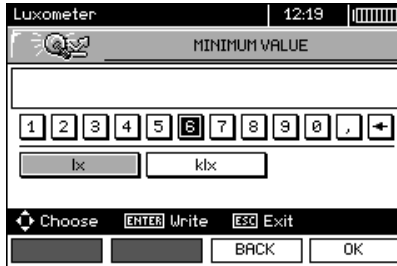 Luxometer 12:19
MINIMUM VALUE
1 2 3 4 5 6 7 8 9 0 , ←
lx klx
Choose ENTER Write ESC Exit
BACK OK